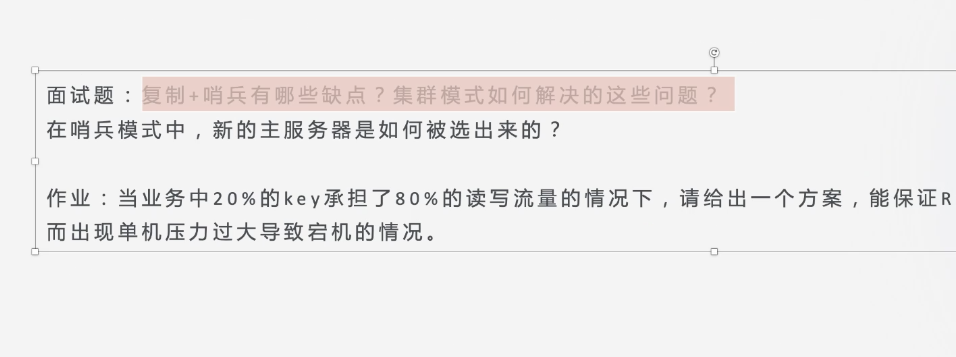 面试题：复制+哨兵有哪些缺点？集群模式如何解决的这些问题？
在哨兵模式中，新的主服务器是如何被选出来的？
作业：当业务中20%的key承担了80%的读写流量的情况下，请给出一个方案，能保证R
而出现单机压力过大导致宕机的情况。